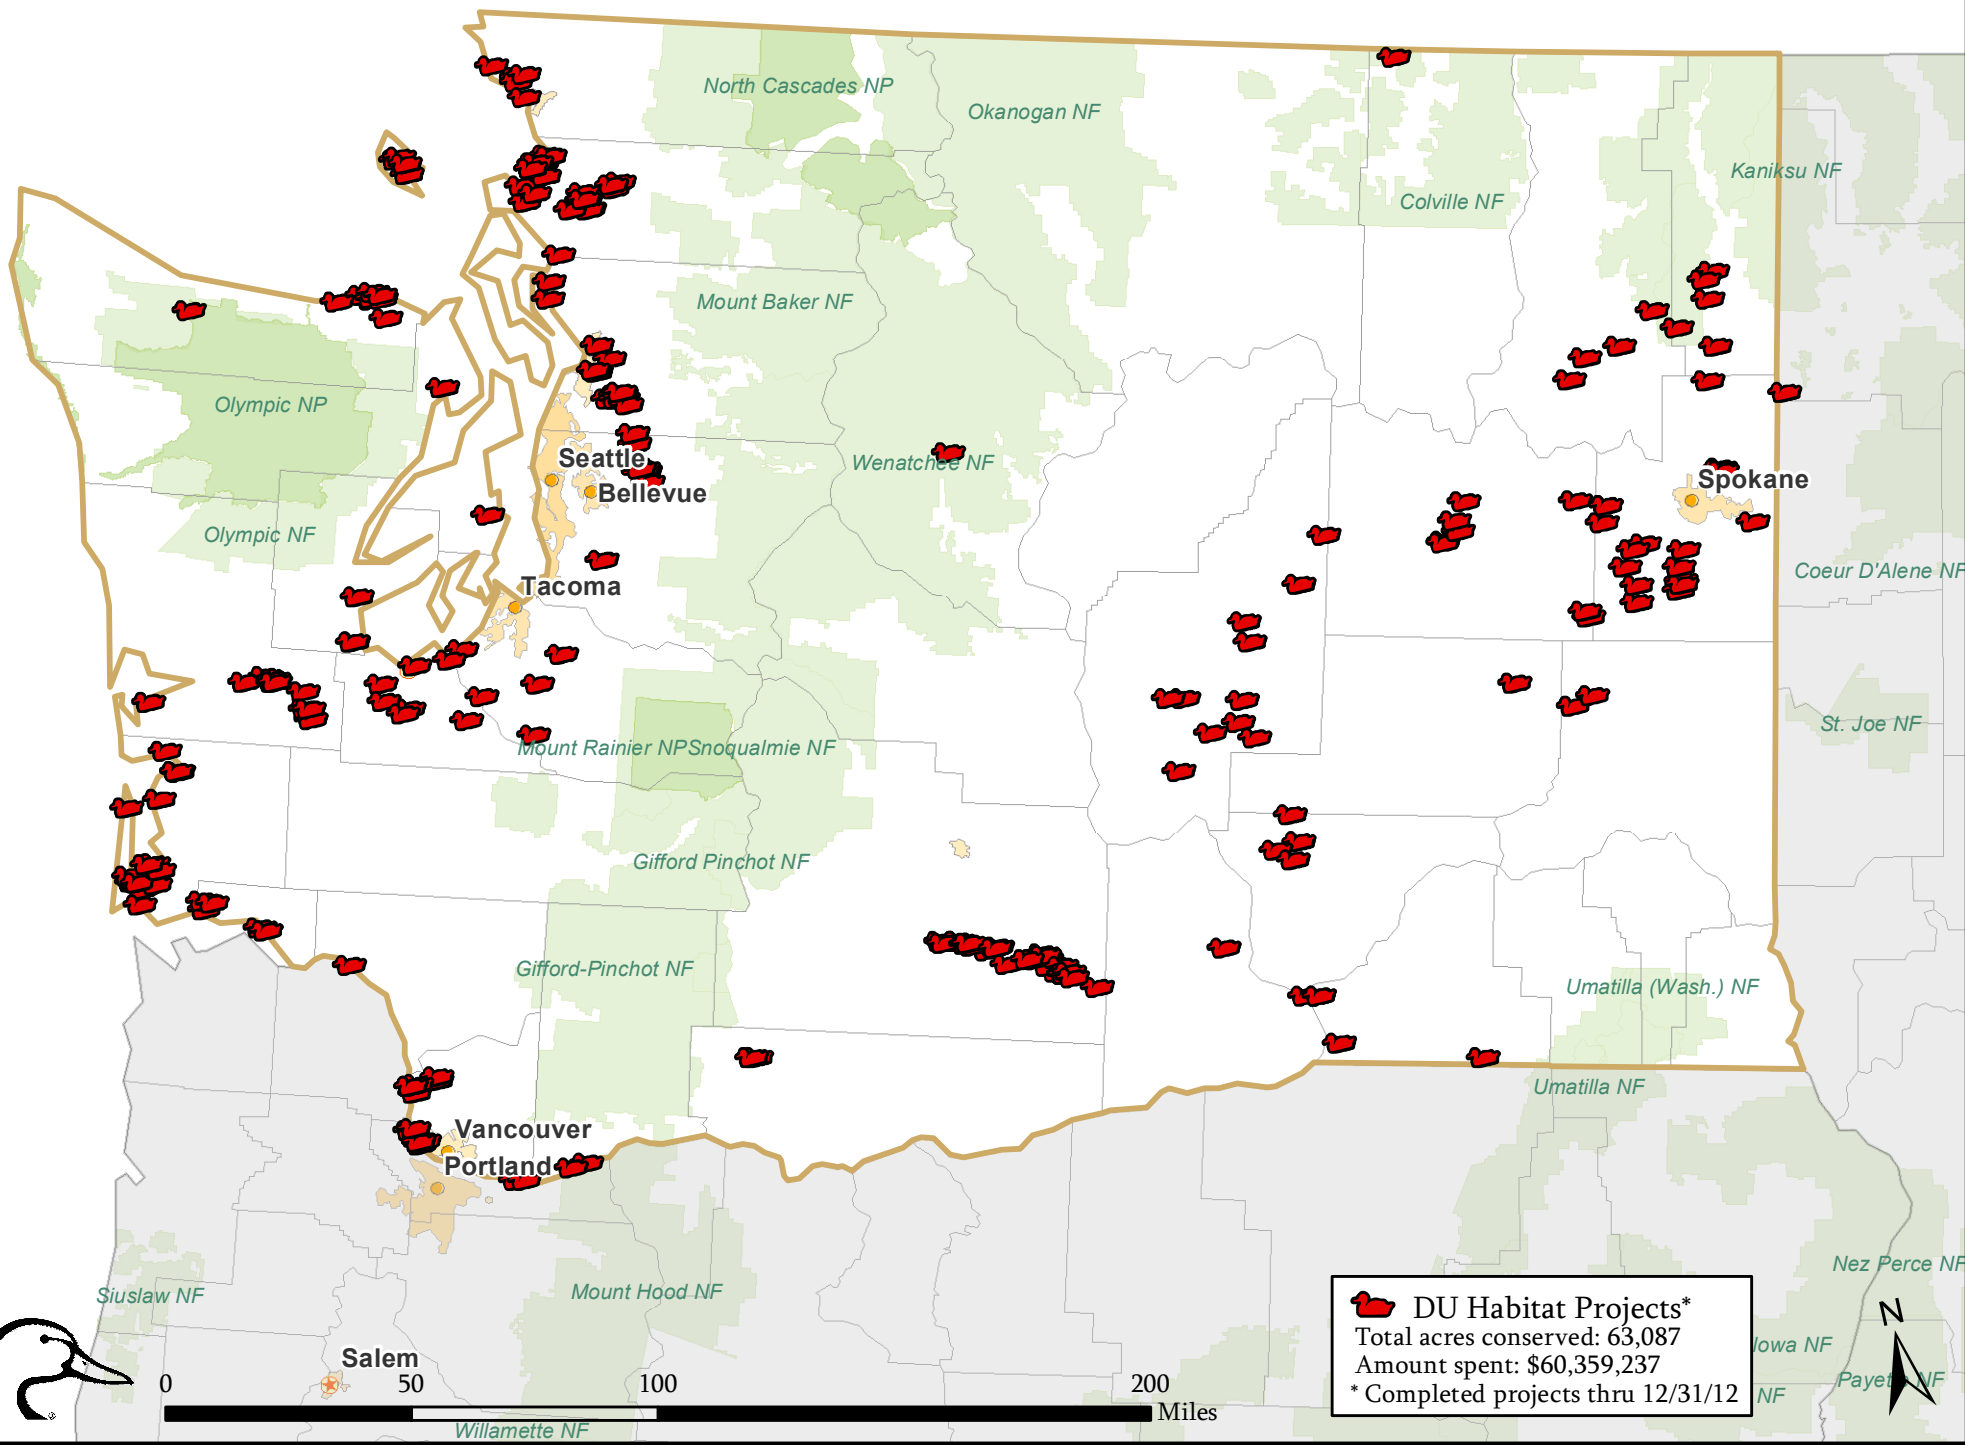 North Cascades NP
Okanogan NF
Kaniksu NF
Colville NF
Mount Baker NF
Olympic NP
Seattle
Wenatchee NF
Bellevue
Spokane
Olympic NF
Tacoma
Coeur D'Alene NF
St. Joe NF
Mount Rainier NP
Snoqualmie NF
Gifford Pinchot NF
Gifford-Pinchot NF
Umatilla (Wash.) NF
Umatilla NF
Vancouver
Portland
Nez Perce NF
Siuslaw NF
Mount Hood NF
DU Habitat Projects*
Total acres conserved: 63,087
Amount spent: $60,359,237
* Completed projects thru 12/31/12
N
lowa NF
Payette NF
NF
Salem
0 50 100 200
Miles
Willamette NF